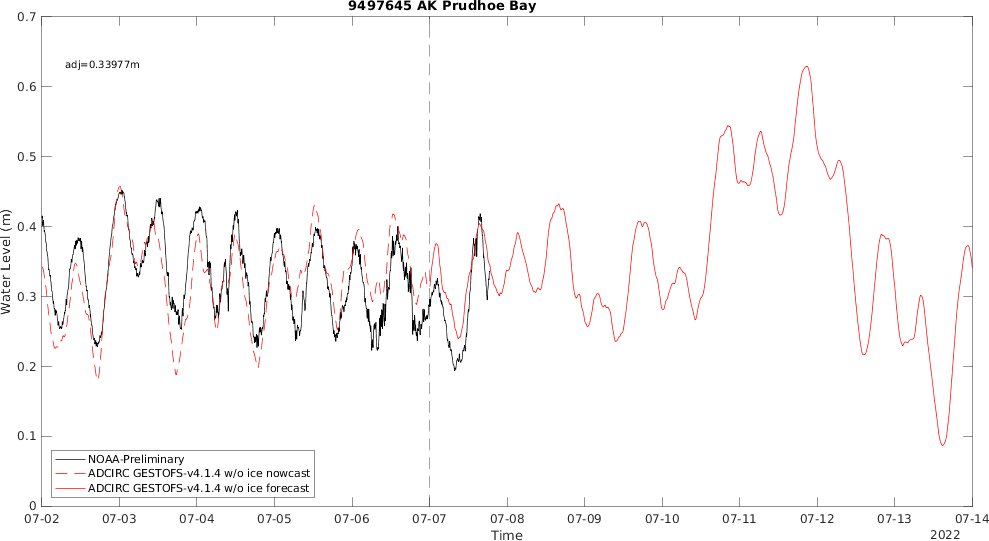 9497645 AK Prudhoe Bay
adj=0.33977m
Water Level (m)
0.7
0.6
0.5
0.4
0.3
0.2
0.1
0
NOAA-Preliminary
ADCIRC GESTOFS-v4.1.4 w/o ice nowcast
ADCIRC GESTOFS-v4.1.4 w/o ice forecast
07-02 07-03 07-04 07-05 07-06 07-07 07-08 07-09 07-10 07-11 07-12 07-13 07-14
Time
2022